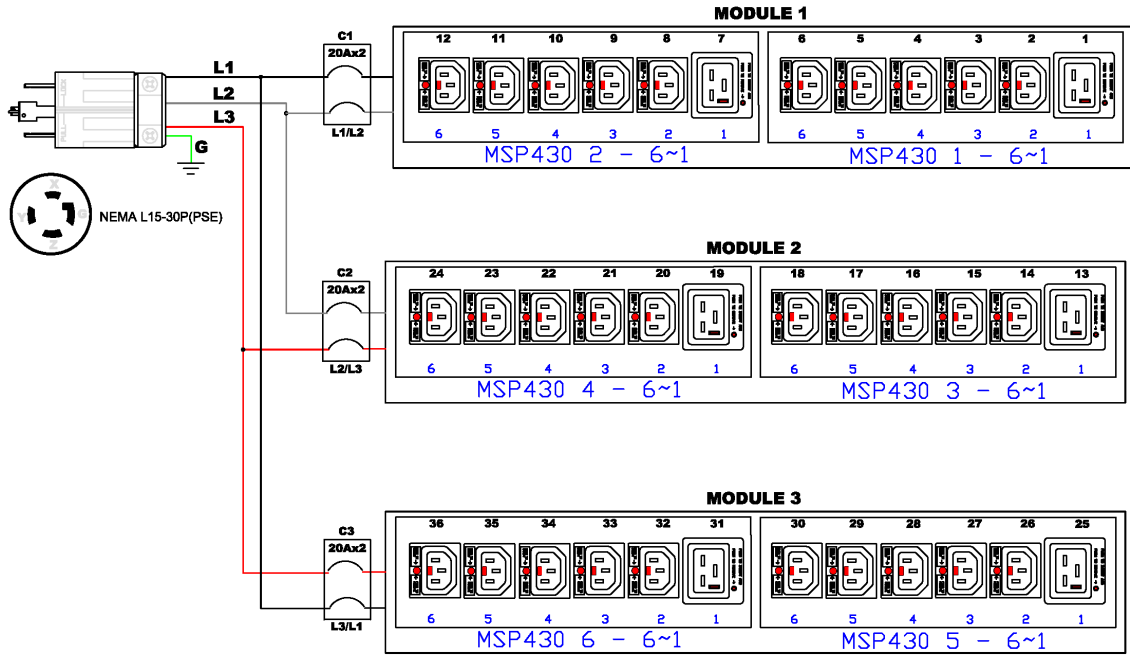 MODULE 1
C1
20Ax2
L1/L2
12 11 10 9 8 7 6 5 4 3 2 1
6 5 4 3 2 1 6 5 4 3 2 1
MSP430 2 - 6~1 MSP430 1 - 6~1
L1
L2
L3
G
X
Y
G
Z
NEMA L15-30P(PSE)
MODULE 2
C2
20Ax2
L2/L3
24 23 22 21 20 19 18 17 16 15 14 13
6 5 4 3 2 1 6 5 4 3 2 1
MSP430 4 - 6~1 MSP430 3 - 6~1
MODULE 3
C3
20Ax2
L3/L1
36 35 34 33 32 31 30 29 28 27 26 25
6 5 4 3 2 1 6 5 4 3 2 1
MSP430 6 - 6~1 MSP430 5 - 6~1